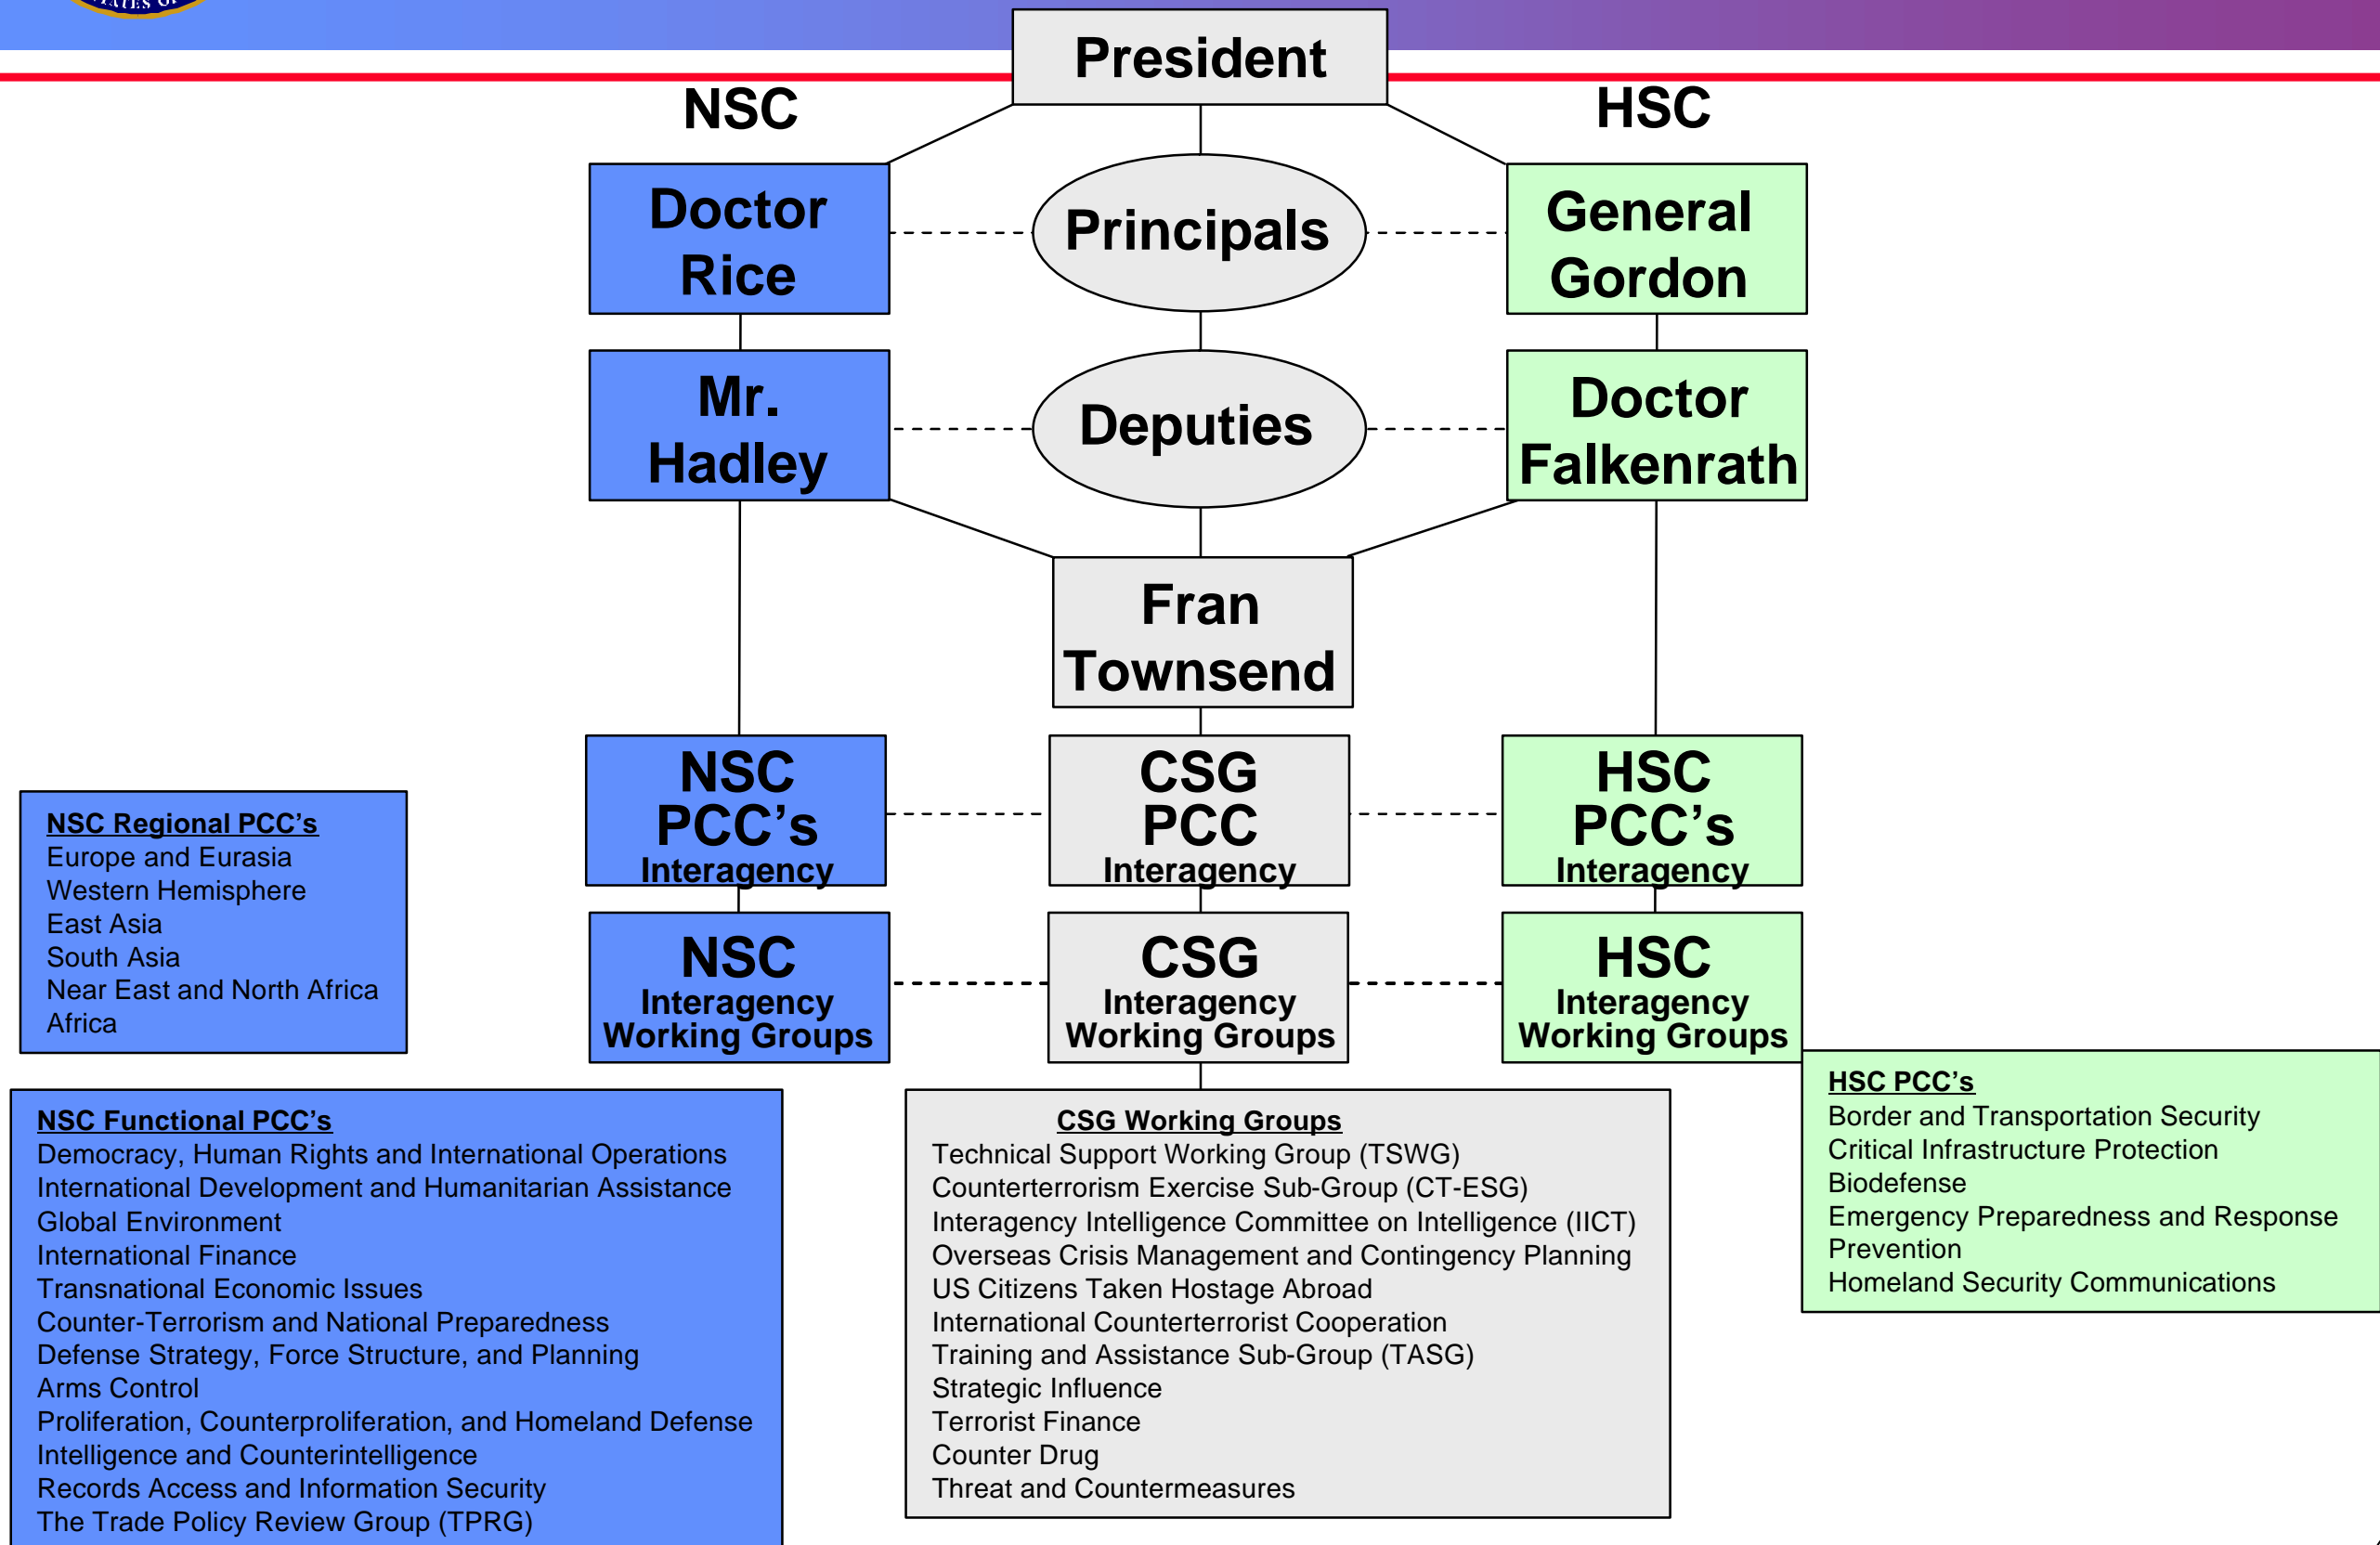 STATES OF
President
NSC
HSC
Doctor
Rice
Principals
General
Gordon
Mr.
Hadley
Deputies
Doctor
Falkenrath
Fran
Townsend
NSC
PCC’s
Interagency
CSG
PCC
Interagency
HSC
PCC’s
Interagency
NSC
Interagency
Working Groups
CSG
Interagency
Working Groups
HSC
Interagency
Working Groups
NSC Regional PCC’s
Europe and Eurasia
Western Hemisphere
East Asia
South Asia
Near East and North Africa
Africa
NSC Functional PCC’s
Democracy, Human Rights and International Operations
International Development and Humanitarian Assistance
Global Environment
International Finance
Transnational Economic Issues
Counter-Terrorism and National Preparedness
Defense Strategy, Force Structure, and Planning
Arms Control
Proliferation, Counterproliferation, and Homeland Defense
Intelligence and Counterintelligence
Records Access and Information Security
The Trade Policy Review Group (TPRG)
CSG Working Groups
Technical Support Working Group (TSWG)
Counterterrorism Exercise Sub-Group (CT-ESG)
Interagency Intelligence Committee on Intelligence (IICT)
Overseas Crisis Management and Contingency Planning
US Citizens Taken Hostage Abroad
International Counterterrorist Cooperation
Training and Assistance Sub-Group (TASG)
Strategic Influence
Terrorist Finance
Counter Drug
Threat and Countermeasures
HSC PCC’s
Border and Transportation Security
Critical Infrastructure Protection
Biodefense
Emergency Preparedness and Response
Prevention
Homeland Security Communications